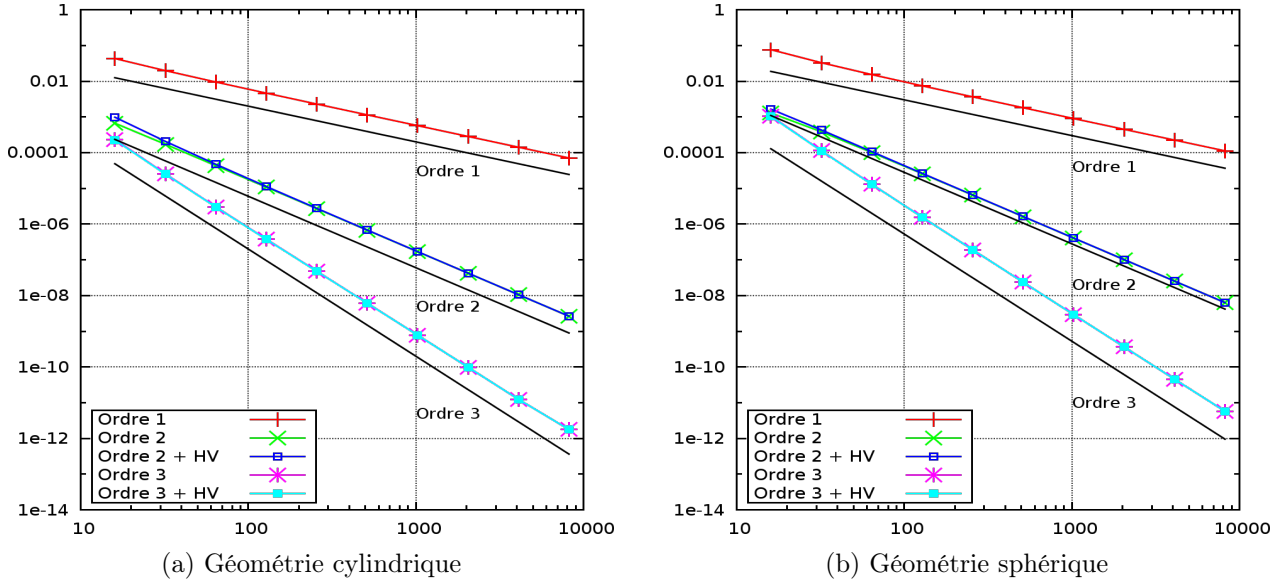 1
0.01
0.0001
1e-06
1e-08
1e-10
1e-12
1e-14
10
100
1000
10000
Ordre 1
Ordre 2
Ordre 3
Ordre 1
Ordre 2
Ordre 2 + HV
Ordre 3
Ordre 3 + HV
(a) Géométrie cylindrique
1
0.01
0.0001
1e-06
1e-08
1e-10
1e-12
1e-14
10
100
1000
10000
Ordre 1
Ordre 2
Ordre 3
Ordre 1
Ordre 2
Ordre 2 + HV
Ordre 3
Ordre 3 + HV
(b) Géométrie sphérique